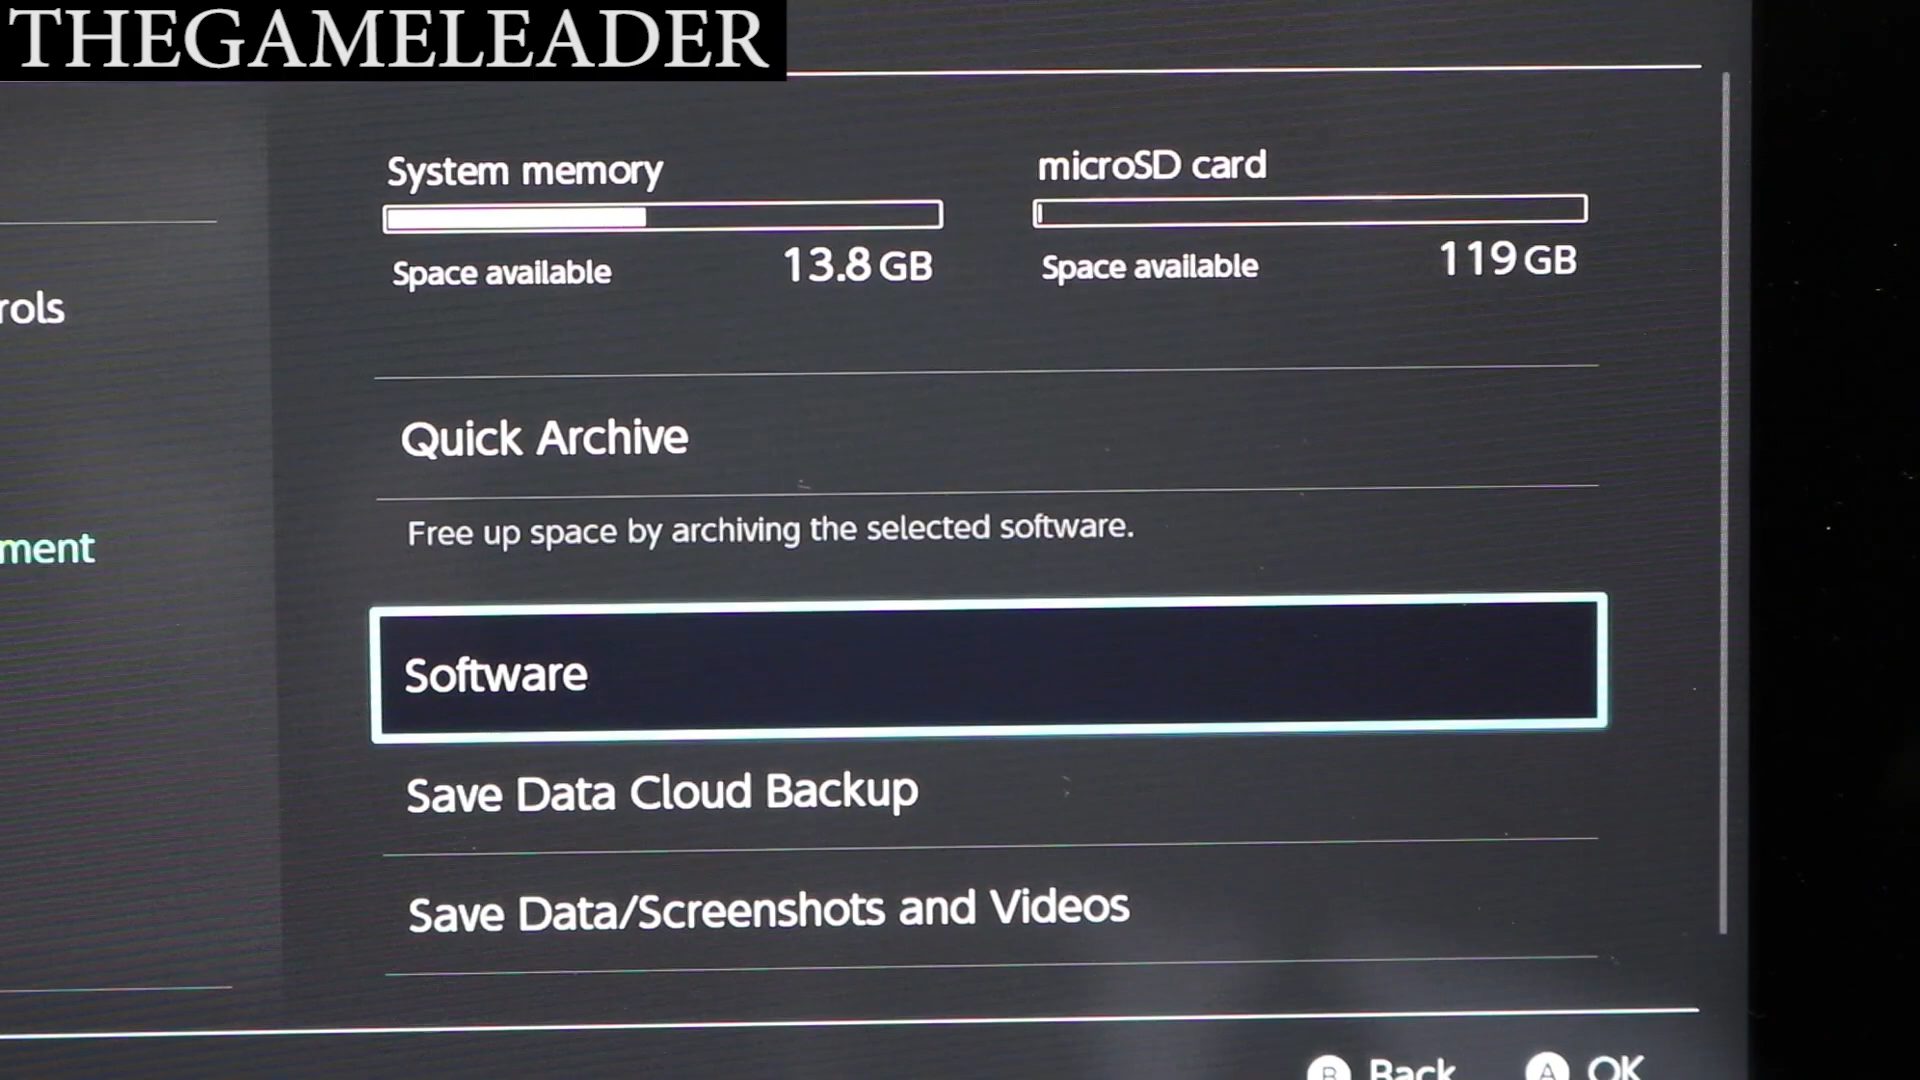 THEGAMELEADER
System memory
microSD card
Space available 13.8 GB
Space available 119 GB
rols
Quick Archive
Free up space by archiving the selected software.
ment
Software
Save Data Cloud Backup
Save Data/Screenshots and Videos
B Back A OK